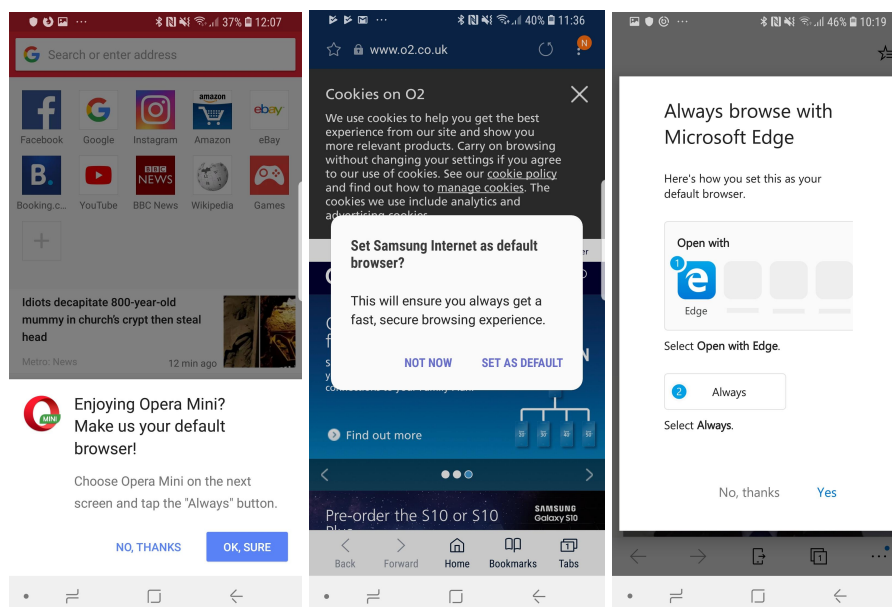 37% 12:07
Search or enter address
Facebook Google Instagram Amazon eBay
amazon
ebay
B.
BBC
NEWS
Booking.c... YouTube BBC News Wikipedia Games
Idiots decapitate 800-year-old
mummy in church's crypt then steal
head
Metro: News 12 min ago
MINI
Enjoying Opera Mini?
Make us your default
browser!
Choose Opera Mini on the next
screen and tap the "Always" button.
NO, THANKS OK, SURE
40% 11:36
www.o2.co.uk
N
Cookies on O2
We use cookies to help you get the best
experience from our site and show you
more relevant products. Carry on browsing
without changing your settings if you agree
to our use of cookies. See our cookie policy
and find out how to manage cookies. The
cookies we use include analytics and
advertising cookies.
Set Samsung Internet as default
browser?
This will ensure you always get a
fast, secure browsing experience.
NOT NOW SET AS DEFAULT
Find out more
Pre-order the S10 or S10
Plus
SAMSUNG
Galaxy S10
Back Forward Home Bookmarks Tabs
1
46% 10:19
Always browse with
Microsoft Edge
Here's how you set this as your
default browser.
Open with
1
Edge
Select Open with Edge.
2 Always
Select Always.
No, thanks Yes
1